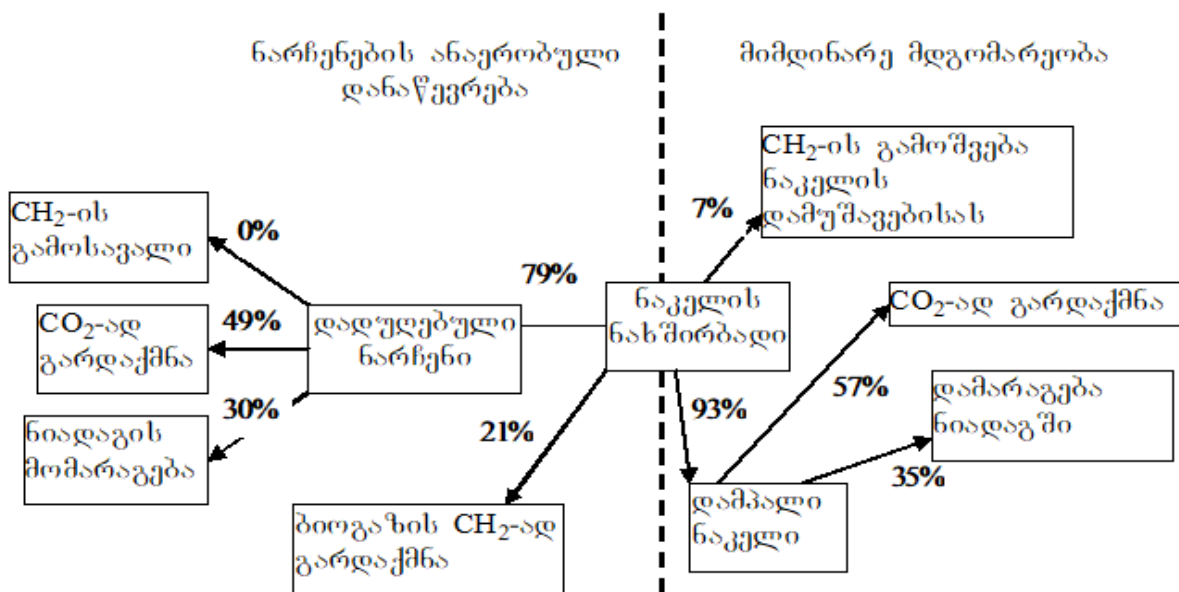 ნარჩენების ანაერობული
დანაწევრება
მიმდინარე მდგომარეობა
CH₂-ის გამოშვება
ნაკელის
დამუშავებისას
7%
CH₂-ის
გამოსავალი
0%
79%
ნაკელის
ნახშირბადი
CO₂-ად გარდაქმნა
CO₂-ად
გარდაქმნა
49%
დადუღებული
ნარჩენი
57%
დამარაგება
ნიადაგში
93%
30%
ნიადაგის
მომარაგება
21%
35%
ბიოგაზის CH₂-ად
გარდაქმნა
დამპალი
ნაკელი